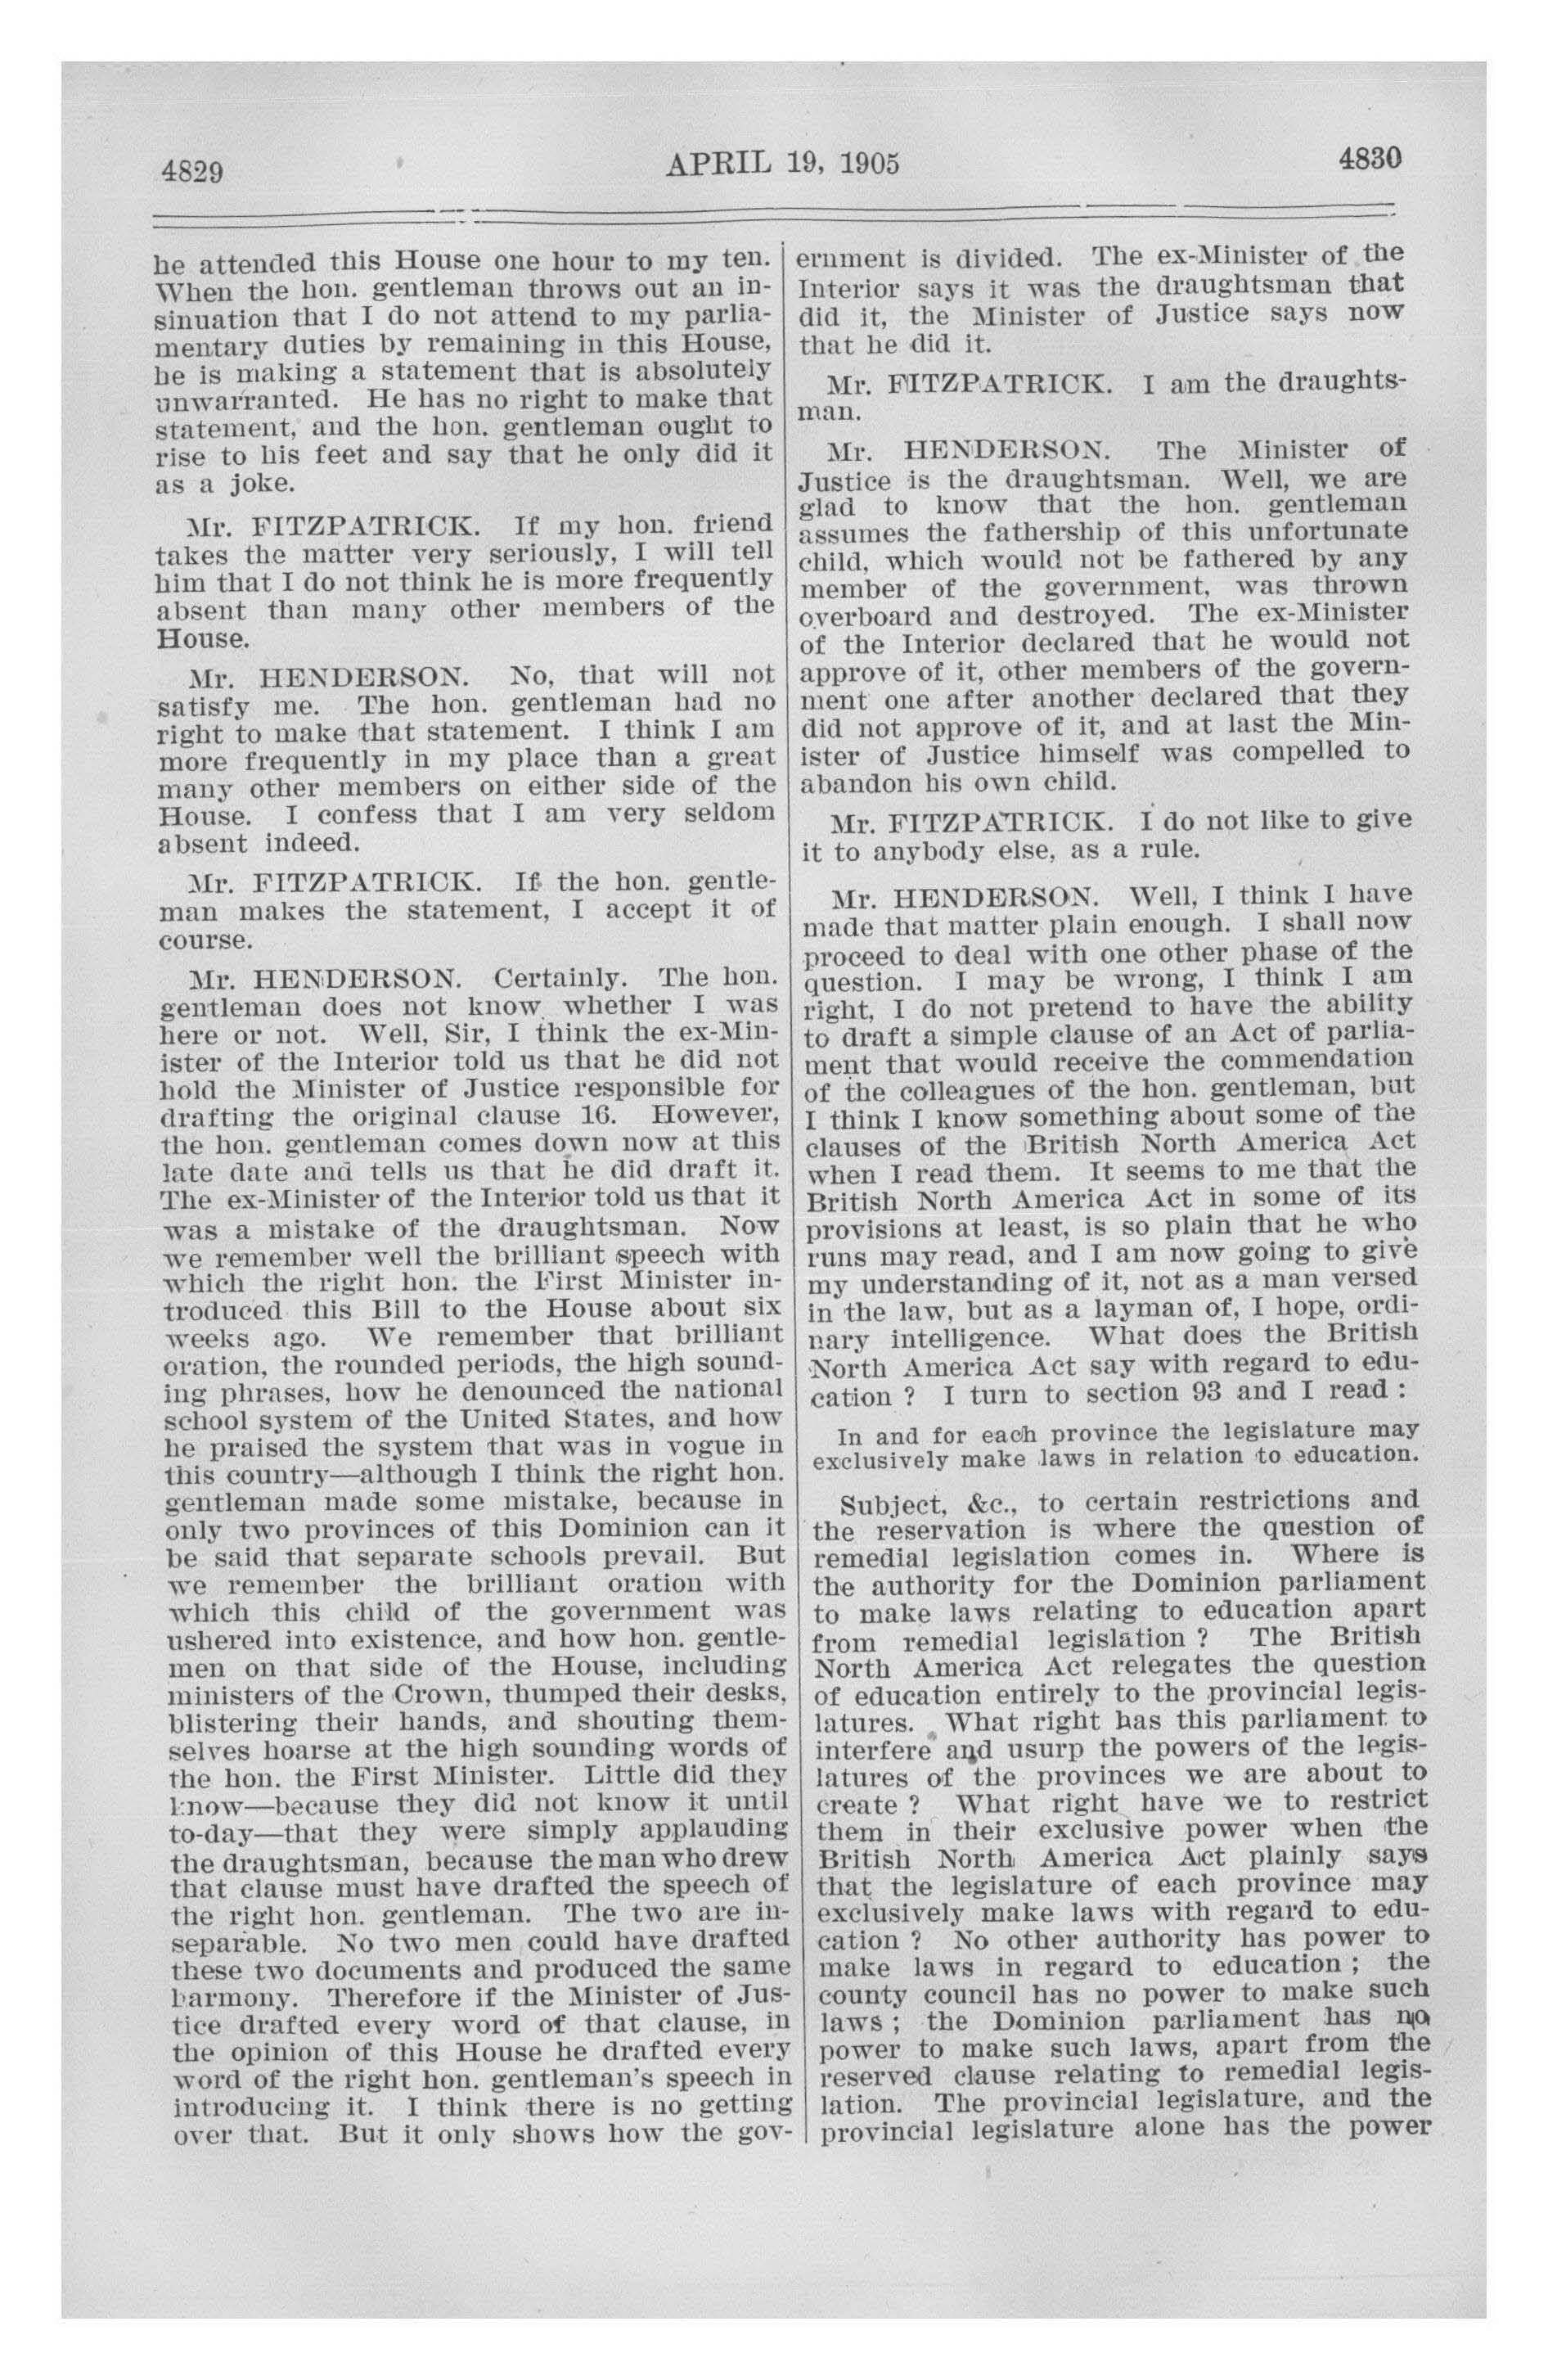 4829
APRIL 19, 1905
4830
he attended this House one hour to my ten.
When the hon. gentleman throws out an in-
sinuation that I do not attend to my parlia-
mentary duties by remaining in this House,
he is making a statement that is absolutely
unwarranted. He has no right to make that
statement, and the hon. gentleman ought to
rise to his feet and say that he only did it
as a joke.
Mr. FITZPATRICK. If my hon. friend
takes the matter very seriously, I will tell
him that I do not think he is more frequently
absent than many other members of the
House.
Mr. HENDERSON. No, that will not
satisfy me. The hon. gentleman had no
right to make that statement. I think I am
more frequently in my place than a great
many other members on either side of the
House. I confess that I am very seldom
absent indeed.
Mr. FITZPATRICK. If the hon. gentle-
man makes the statement, I accept it of
course.
Mr. HENDERSON. Certainly. The hon.
gentleman does not know whether I was
here or not. Well, Sir, I think the ex-Min-
ister of the Interior told us that he did not
hold the Minister of Justice responsible for
drafting the original clause 16. However,
the hon. gentleman comes down now at this
late date and tells us that he did draft it.
The ex-Minister of the Interior told us that it
was a mistake of the draughtsman. Now
we remember well the brilliant speech with
which the right hon. the First Minister in-
troduced this Bill to the House about six
weeks ago. We remember that brilliant
oration, the rounded periods, the high sound-
ing phrases, how he denounced the national
school system of the United States, and how
he praised the system that was in vogue in
this country—although I think the right hon.
gentleman made some mistake, because in
only two provinces of this Dominion can it
be said that separate schools prevail. But
we remember the brilliant oration with
which this child of the government was
ushered into existence, and how hon. gentle-
men on that side of the House, including
ministers of the Crown, thumped their desks,
blistering their hands, and shouting them-
selves hoarse at the high sounding words of
the hon. the First Minister. Little did they
know—because they did not know it until
to-day—that they were simply applauding
the draughtsman, because the man who drew
that clause must have drafted the speech of
the right hon. gentleman. The two are in-
separable. No two men could have drafted
these two documents and produced the same
harmony. Therefore if the Minister of Jus-
tice drafted every word of that clause, in
the opinion of this House he drafted every
word of the right hon. gentleman's speech in
introducing it. I think there is no getting
over that. But it only shows how the gov-
ernment is divided. The ex-Minister of the
Interior says it was the draughtsman that
did it, the Minister of Justice says now
that he did it.
Mr. FITZPATRICK. I am the draughts-
man.
Mr. HENDERSON. The Minister of
Justice is the draughtsman. Well, we are
glad to know that the hon. gentleman
assumes the fathership of this unfortunate
child, which would not be fathered by any
member of the government, was thrown
overboard and destroyed. The ex-Minister
of the Interior declared that he would not
approve of it, other members of the govern-
ment one after another declared that they
did not approve of it, and at last the Min-
ister of Justice himself was compelled to
abandon his own child.
Mr. FITZPATRICK. I do not like to give
it to anybody else, as a rule.
Mr. HENDERSON. Well, I think I have
made that matter plain enough. I shall now
proceed to deal with one other phase of the
question. I may be wrong, I think I am
right, I do not pretend to have the ability
to draft a simple clause of an Act of parlia-
ment that would receive the commendation
of the colleagues of the hon. gentleman, but
I think I know something about some of the
clauses of the British North America Act
when I read them. It seems to me that the
British North America Act in some of its
provisions at least, is so plain that he who
runs may read, and I am now going to give
my understanding of it, not as a man versed
in the law, but as a layman of, I hope, ordi-
nary intelligence. What does the British
North America Act say with regard to edu-
cation ? I turn to section 93 and I read :
In and for each province the legislature may
exclusively make laws in relation to education.
Subject, &c., to certain restrictions and
the reservation is where the question of
remedial legislation comes in. Where is
the authority for the Dominion parliament
to make laws relating to education apart
from remedial legislation ? The British
North America Act relegates the question
of education entirely to the provincial legis-
latures. What right has this parliament to
interfere and usurp the powers of the legis-
latures of the provinces we are about to
create ? What right have we to restrict
them in their exclusive power when the
British North America Act plainly says
that the legislature of each province may
exclusively make laws with regard to edu-
cation ? No other authority has power to
make laws in regard to education ; the
county council has no power to make such
laws ; the Dominion parliament has no
power to make such laws, apart from the
reserved clause relating to remedial legis-
lation. The provincial legislature, and the
provincial legislature alone has the power